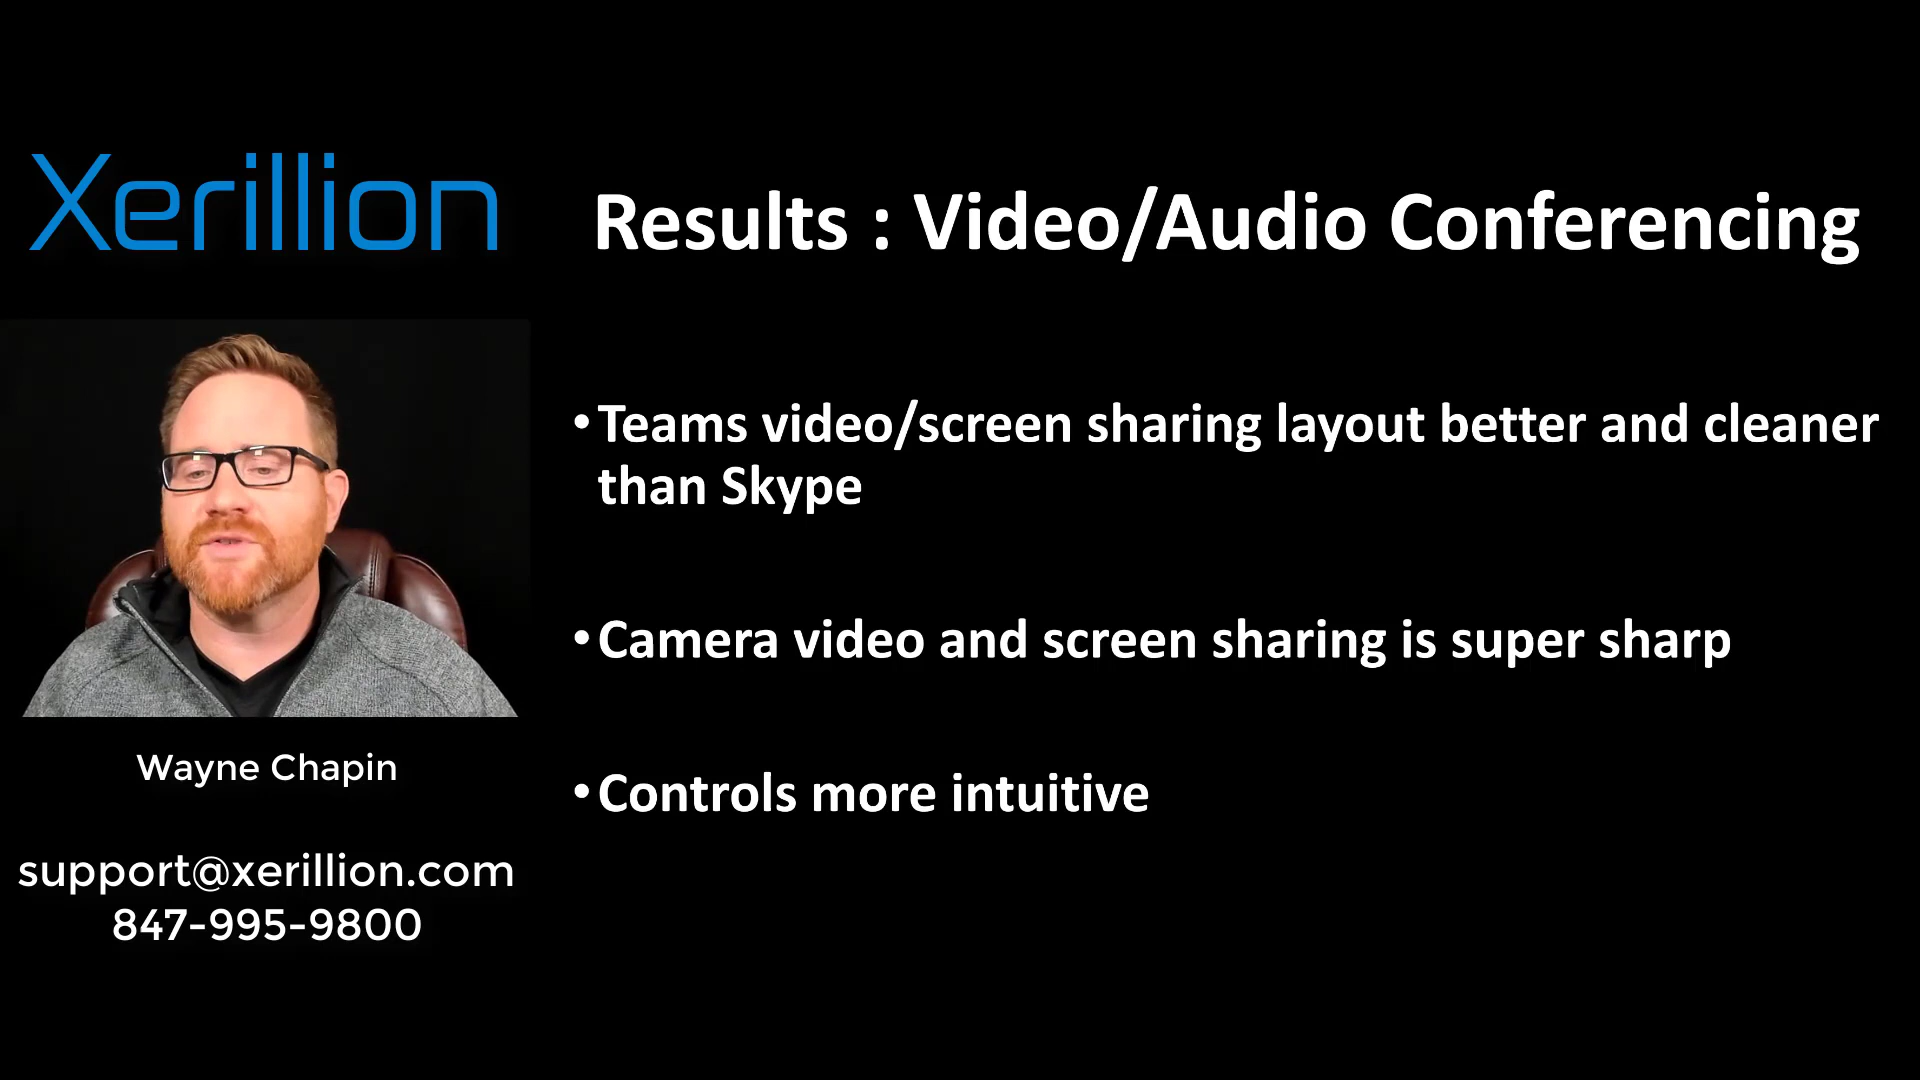 Xerillion
Results : Video/Audio Conferencing
•Teams video/screen sharing layout better and cleaner
than Skype
•Camera video and screen sharing is super sharp
•Controls more intuitive
Wayne Chapin
support@xerillion.com
847-995-9800